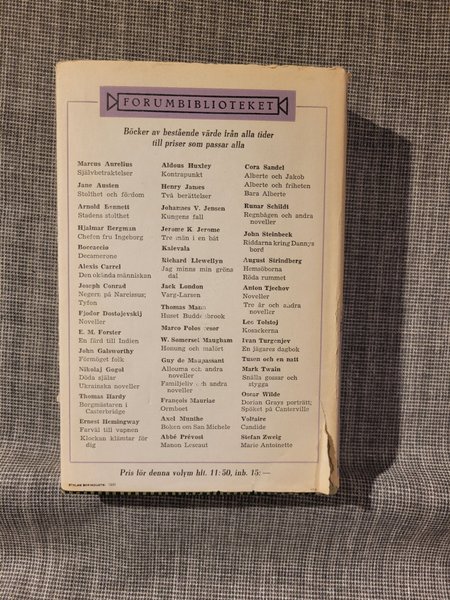 FORUMBIBLIOTEKET
Böcker av bestående värde från alla tider
till priser som passar alla
Marcus Aurelius
Självbetraktelser
Jane Austen
Stolthet och fördom
Arnold Bennett
Stadens stolthet
Hjalmar Bergman
Chefen fru Ingeborg
Boccaccio
Decamerone
Alexis Carrel
Den okända människan
Joseph Conrad
Negern på Narcissus;
Tyfon
Fjodor Dostojevskij
Noveller
E. M. Forster
En färd till Indien
John Galsworthy
Förmöget folk
Nikolaj Gogol
Döda själar
Ukrainska noveller
Thomas Hardy
Borgmästaren i
Casterbridge
Ernest Hemingway
Farväl till vapnen
Klockan klämtar för
dig
Aldous Huxley
Kontrapunkt
Henry James
Två berättelser
Johannes V. Jensen
Kungens fall
Jerome K Jerome
Tre män i en båt
Kalevala
Richard Llewellyn
Jag minns min gröna
dal
Jack London
Varg-Larsen
Thomas Mann
Huset Buddenbrook
Marco Polos resor
W. Somerset Maugham
Honung och malört
Guy de Maupassant
Allouma och andra
noveller
Familjeliv och andra
noveller
François Mauriac
Ormboet
Axel Munthe
Boken om San Michele
Abbé Prévost
Manon Lescaut
Cora Sandel
Alberte och Jakob
Alberte och friheten
Bara Alberte
Runar Schildt
Regnbågen och andra
noveller
John Steinbeck
Riddarna kring Dannys
bord
August Strindberg
Hemsöborna
Röda rummet
Anton Tjechov
Noveller
Tre år och andra
noveller
Leo Tolstoj
Kosackerna
Ivan Turgenjev
En jägares dagbok
Tusen och en natt
Mark Twain
Snälla gossar och
stygga
Oscar Wilde
Dorian Grays porträtt;
Spöket på Canterville
Voltaire
Candide
Stefan Zweig
Marie Antoinette
Pris för denna volym hft. 11:50, inb. 15:—